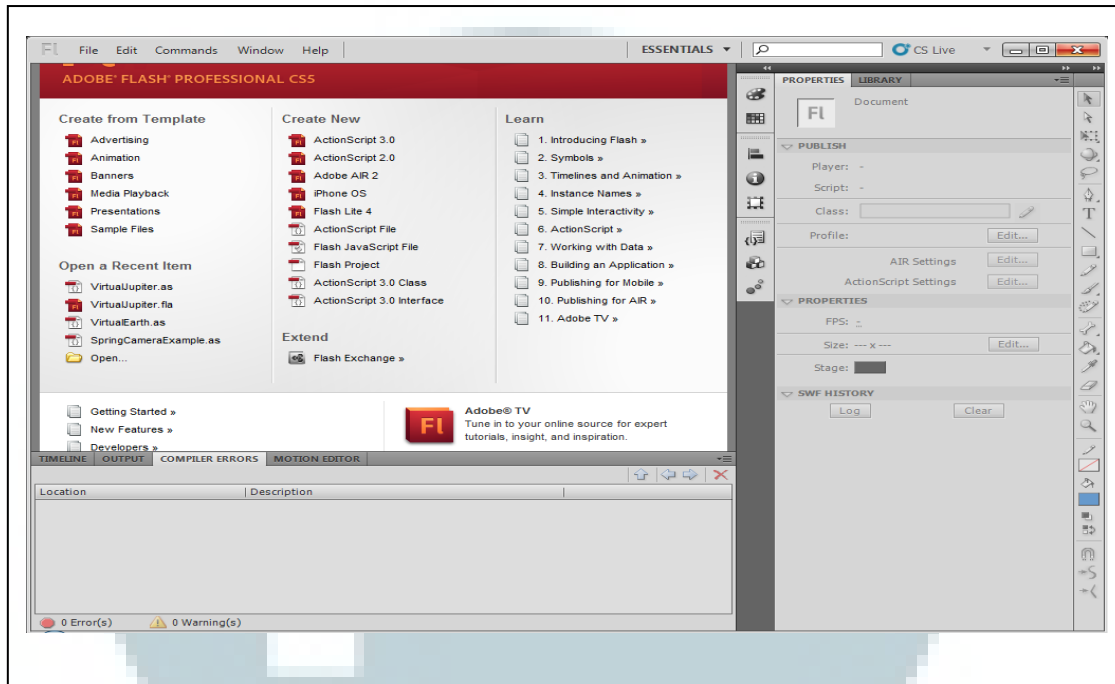 Fl File Edit Commands Window Help ESSENTIALS CS Live
ADOBE® FLASH® PROFESSIONAL CS5
Create from Template
Advertising
Animation
Banners
Media Playback
Presentations
Sample Files
Open a Recent Item
VirtualJupiter.as
VirtualJupiter.fla
VirtualEarth.as
SpringCameraExample.as
Open...
Create New
ActionScript 3.0
ActionScript 2.0
Adobe AIR 2
iPhone OS
Flash Lite 4
ActionScript File
Flash JavaScript File
Flash Project
ActionScript 3.0 Class
ActionScript 3.0 Interface
Extend
Flash Exchange »
Learn
1. Introducing Flash »
2. Symbols »
3. Timelines and Animation »
4. Instance Names »
5. Simple Interactivity »
6. ActionScript »
7. Working with Data »
8. Building an Application »
9. Publishing for Mobile »
10. Publishing for AIR »
11. Adobe TV »
Getting Started »
New Features »
Developers »
Fl
Adobe® TV
Tune in to your online source for expert
tutorials, insight, and inspiration.
TIMELINE OUTPUT COMPILER ERRORS MOTION EDITOR
Location Description
0 Error(s) 0 Warning(s)
PROPERTIES LIBRARY
Fl Document
PUBLISH
Player: -
Script: -
Class:
Profile: Edit...
AIR Settings Edit...
ActionScript Settings Edit...
PROPERTIES
FPS: -
Size: --- x --- Edit...
Stage:
SWF HISTORY
Log Clear